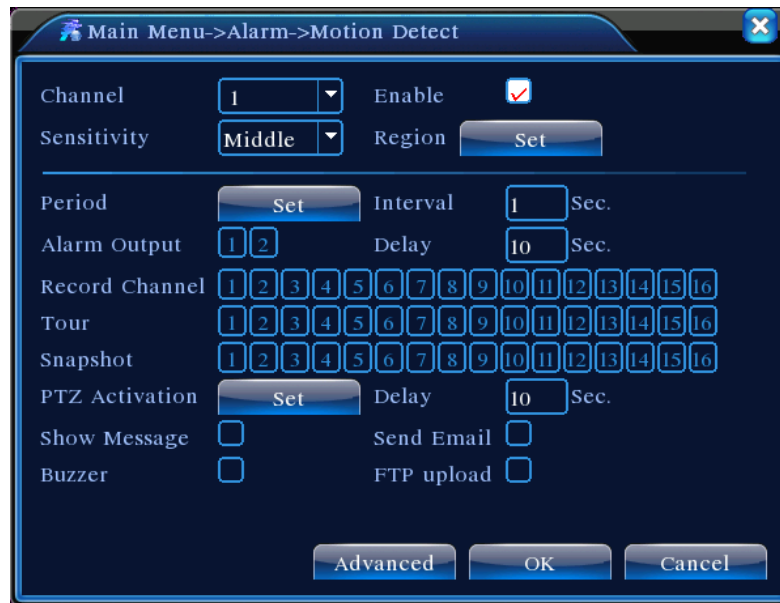 Main Menu->Alarm->Motion Detect
Channel 1 Enable
Sensitivity Middle Region Set
Period Set Interval 1 Sec.
Alarm Output 1 2 Delay 10 Sec.
Record Channel 1 2 3 4 5 6 7 8 9 10 11 12 13 14 15 16
Tour 1 2 3 4 5 6 7 8 9 10 11 12 13 14 15 16
Snapshot 1 2 3 4 5 6 7 8 9 10 11 12 13 14 15 16
PTZ Activation Set Delay 10 Sec.
Show Message Send Email
Buzzer FTP upload
Advanced OK Cancel